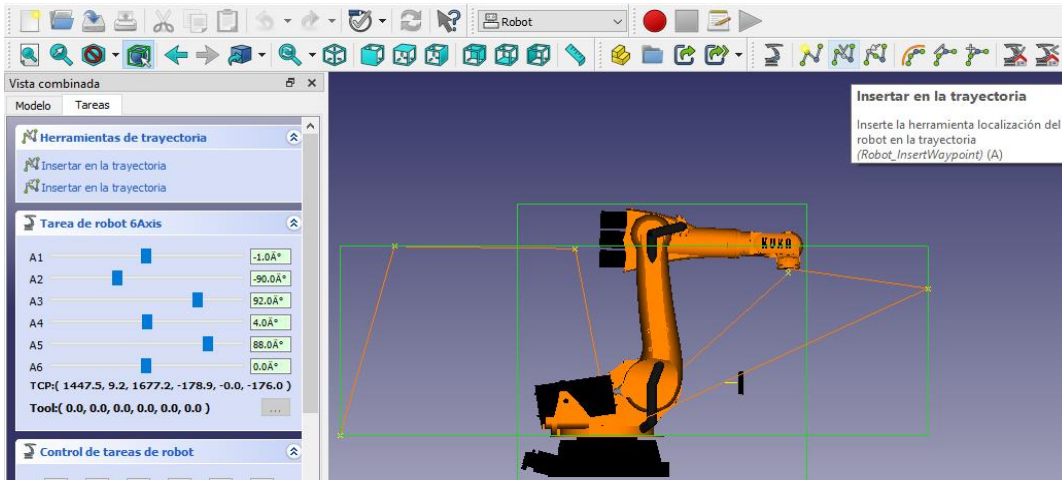 Robot
Vista combinada
Modelo Tareas
Herramientas de trayectoria
Insertar en la trayectoria
Insertar en la trayectoria
Tarea de robot 6Axis
A1 -1.0Â°
A2 -90.0Â°
A3 92.0Â°
A4 4.0Â°
A5 88.0Â°
A6 0.0Â°
TCP:( 1447.5, 9.2, 1677.2, -178.9, -0.0, -176.0 )
Tool:( 0.0, 0.0, 0.0, 0.0, 0.0, 0.0 )
...
Control de tareas de robot
Insertar en la trayectoria
Inserte la herramienta localización del
robot en la trayectoria
(Robot_InsertWaypoint) (A)
KUKA